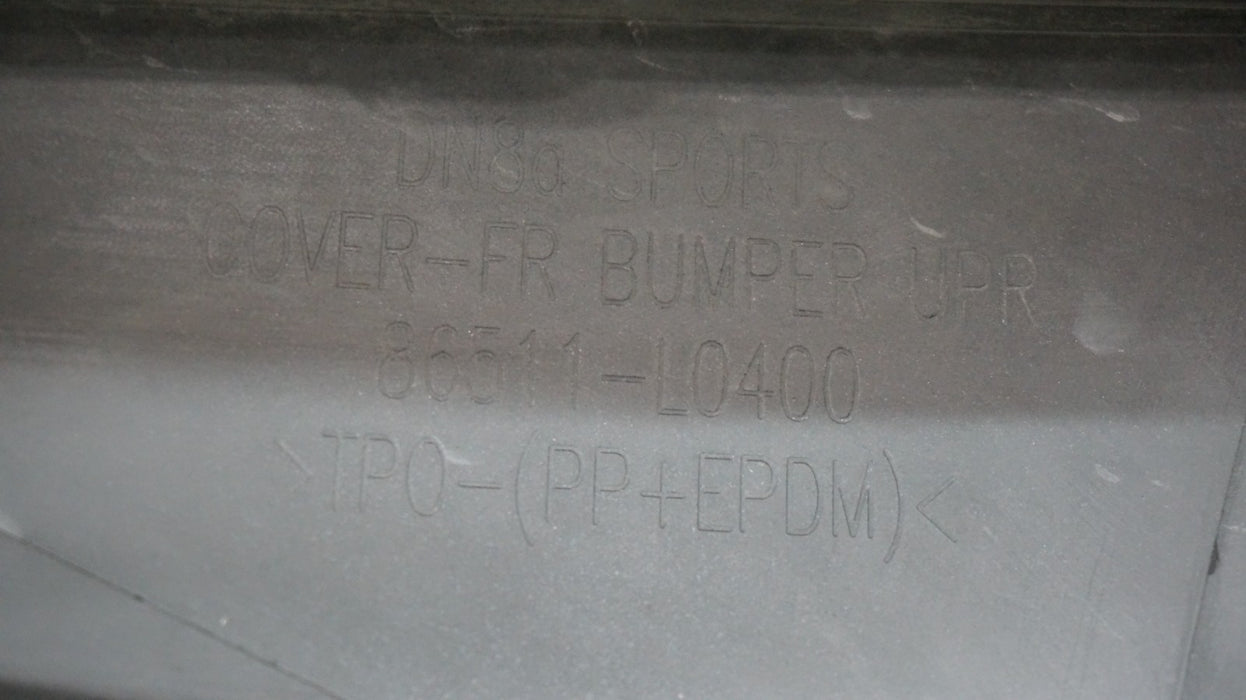 DN8a SPORTS
COVER-FR BUMPER UPR
86511-L0400
>TPO-(PP+EPDM)<